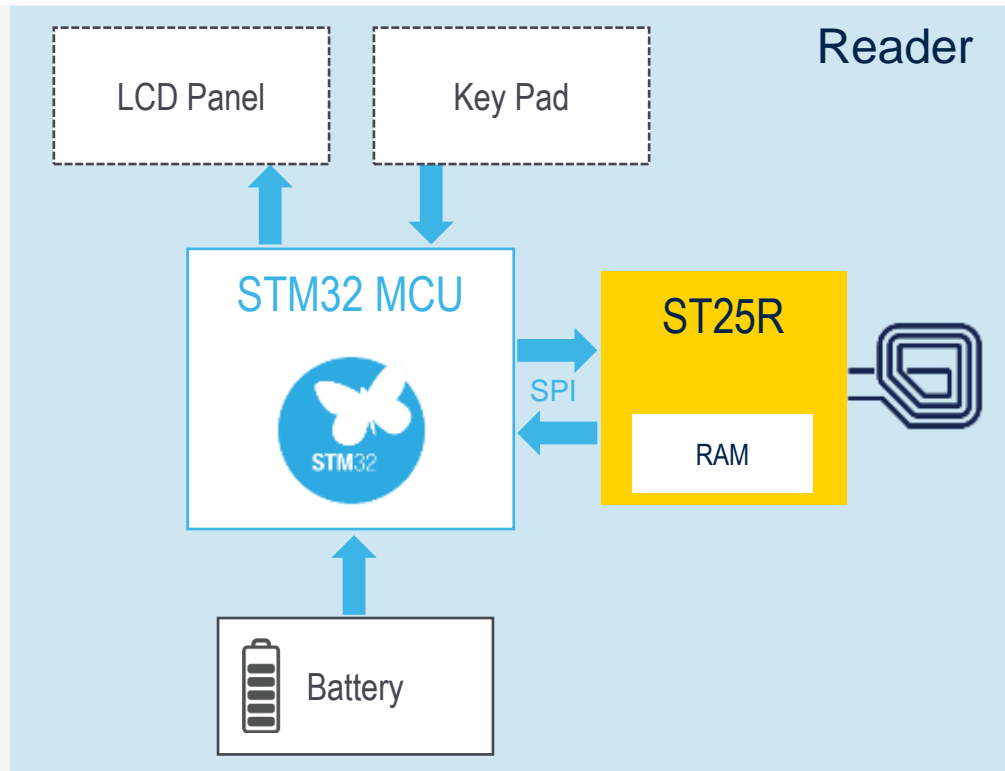 Reader
LCD Panel
Key Pad
STM32 MCU
ST25R
SPI
STM32
RAM
Battery